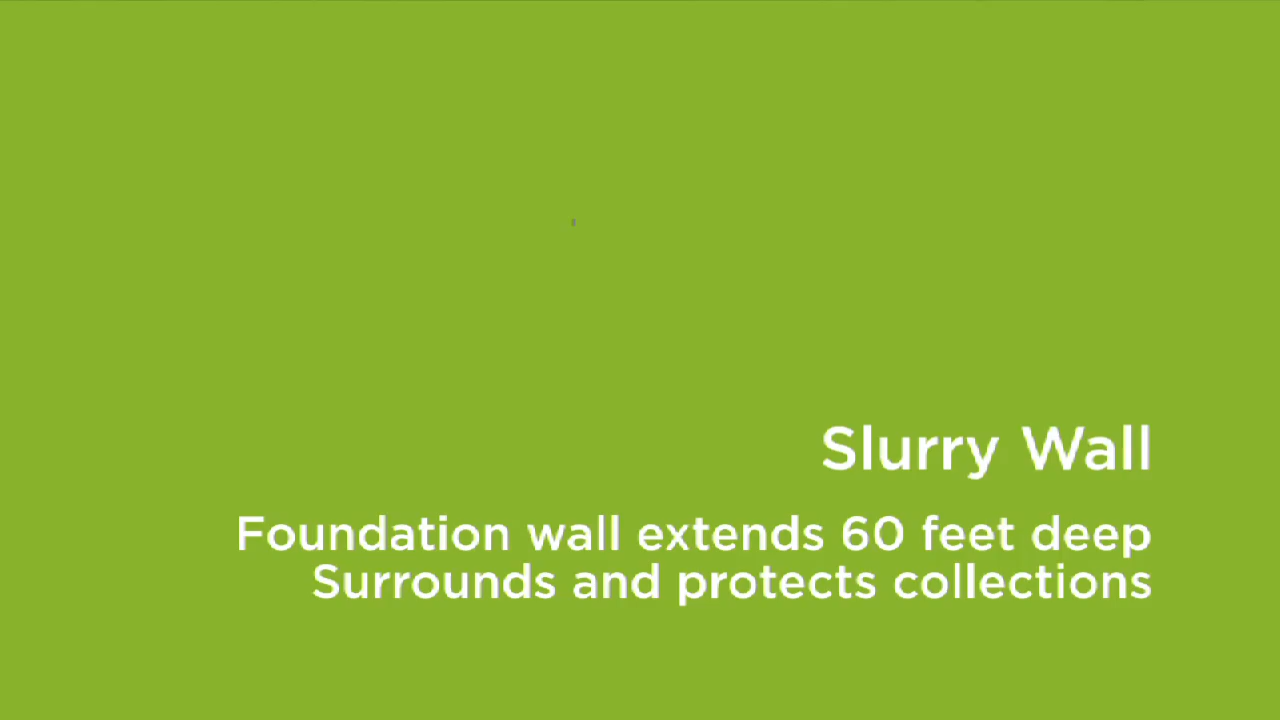 Slurry Wall
Foundation wall extends 60 feet deep
Surrounds and protects collections